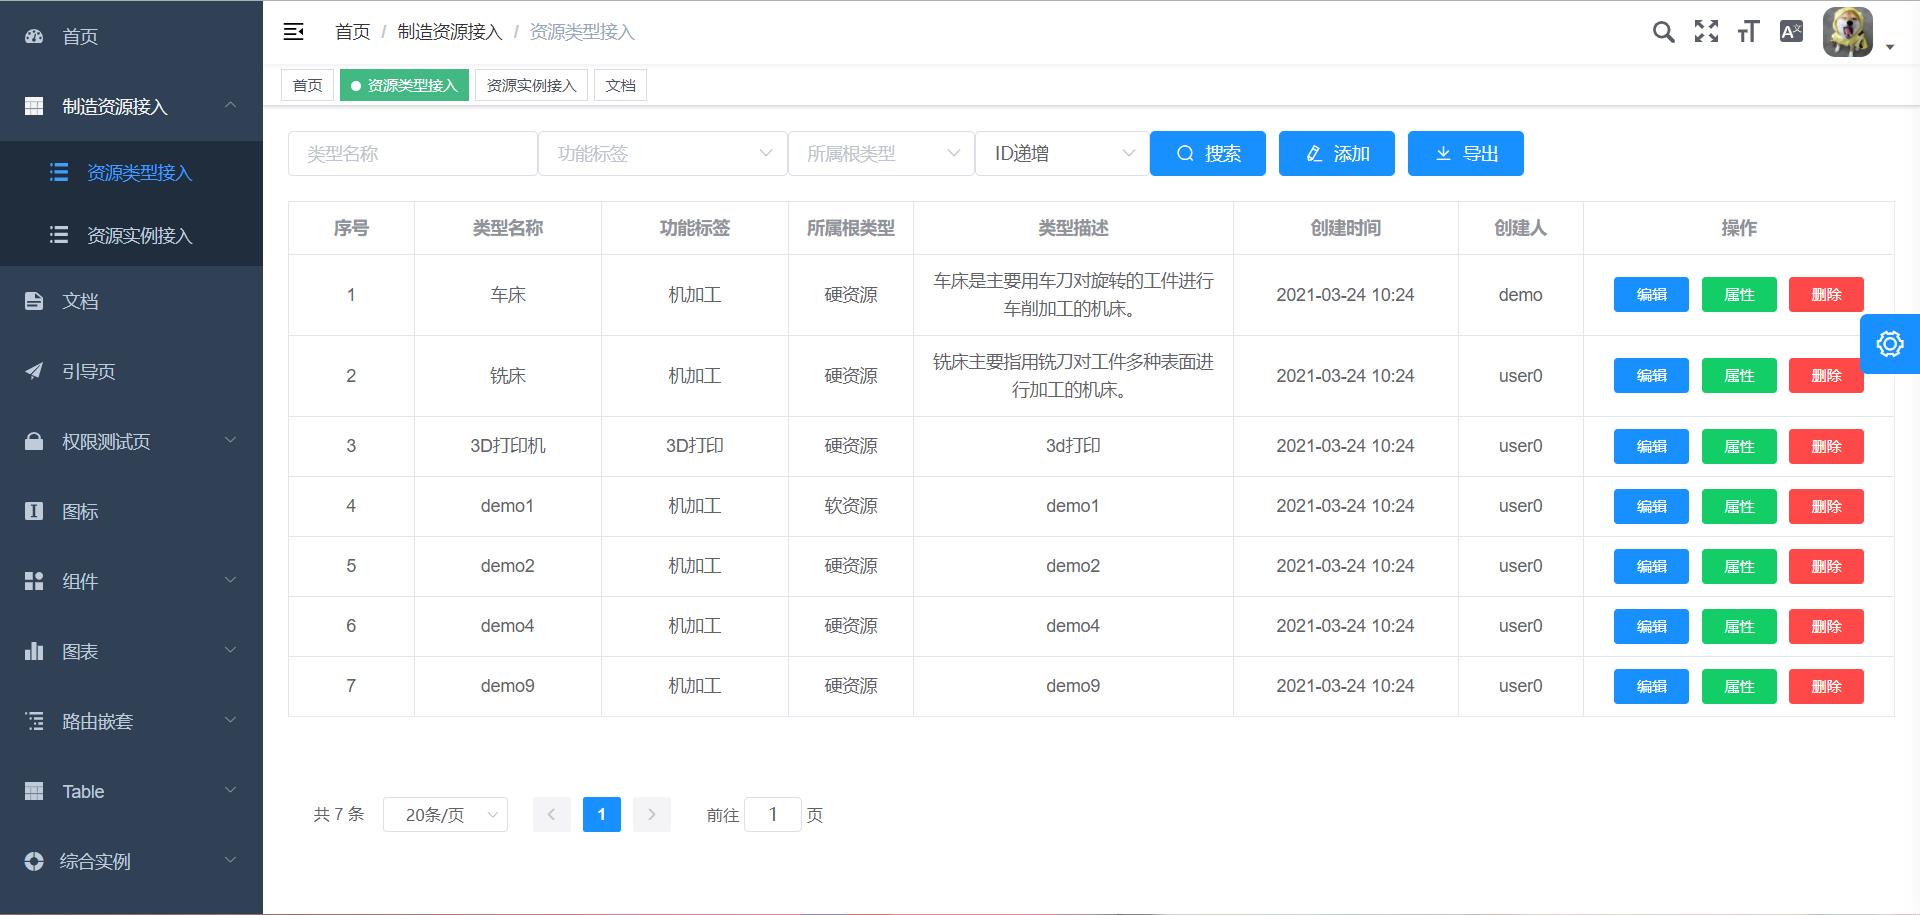 首页
制造资源接入
资源类型接入
资源实例接入
文档
引导页
权限测试页
图标
组件
图表
路由嵌套
Table
综合实例
首页 / 制造资源接入 / 资源类型接入
首页 资源类型接入 资源实例接入 文档
类型名称 功能标签 所属根类型 ID递增 搜索 添加 导出
序号 类型名称 功能标签 所属根类型 类型描述 创建时间 创建人 操作
1 车床 机加工 硬资源 车床是主要用车刀对旋转的工件进行 2021-03-24 10:24 demo 编辑 属性 删除
车削加工的机床。
2 铣床 机加工 硬资源 铣床主要指用铣刀对工件多种表面进 2021-03-24 10:24 user0 编辑 属性 删除
行加工的机床。
3 3D打印机 3D打印 硬资源 3d打印 2021-03-24 10:24 user0 编辑 属性 删除
4 demo1 机加工 软资源 demo1 2021-03-24 10:24 user0 编辑 属性 删除
5 demo2 机加工 硬资源 demo2 2021-03-24 10:24 user0 编辑 属性 删除
6 demo4 机加工 硬资源 demo4 2021-03-24 10:24 user0 编辑 属性 删除
7 demo9 机加工 硬资源 demo9 2021-03-24 10:24 user0 编辑 属性 删除
共 7 条 20条/页 1 前往 1 页